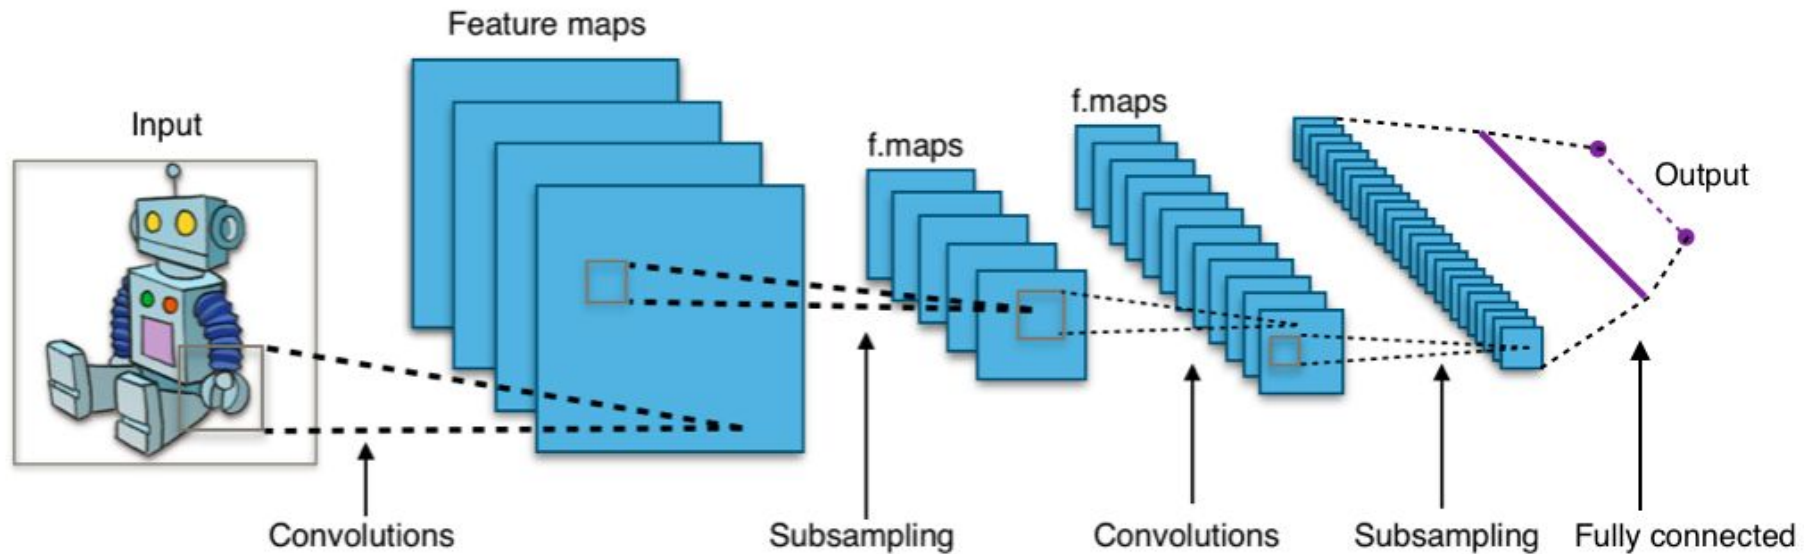 Feature maps
Input
f.maps
f.maps
Output
Convolutions
Subsampling
Convolutions
Subsampling
Fully connected